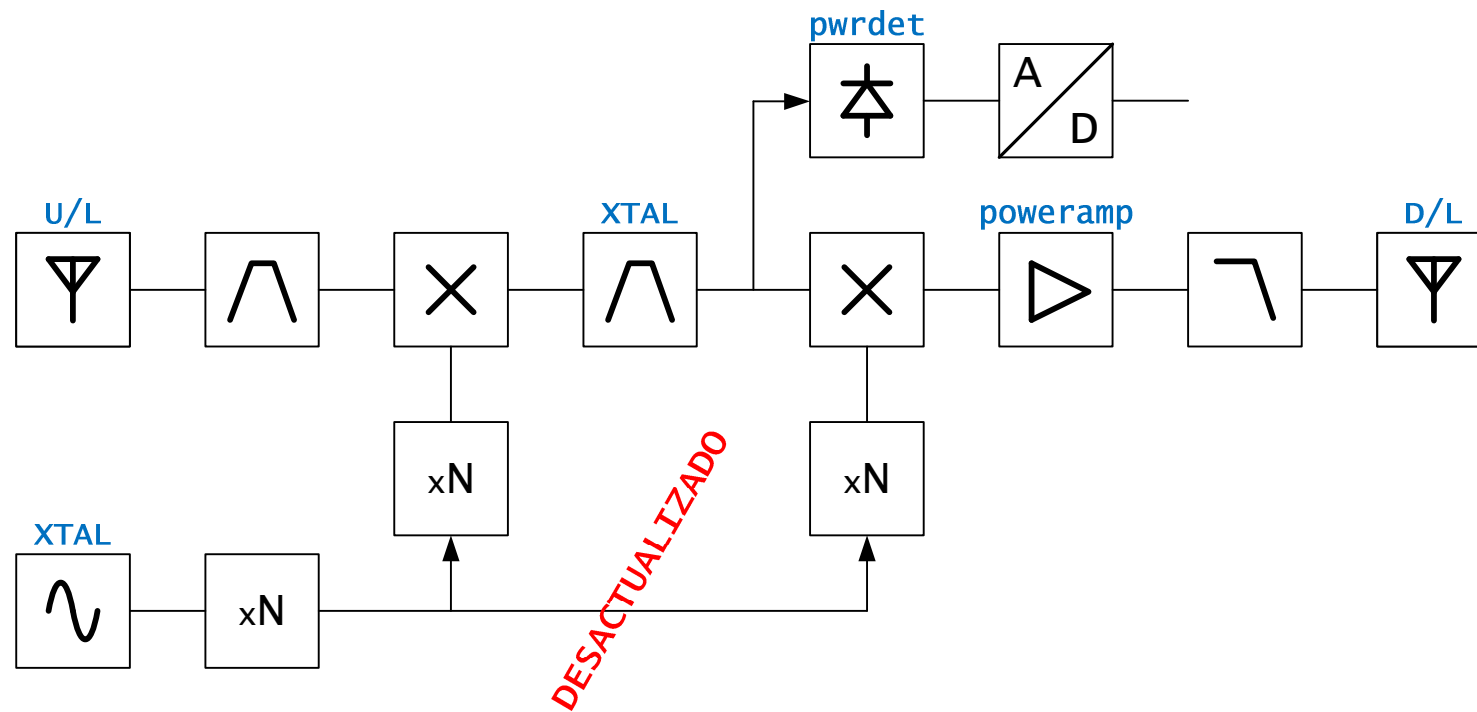 pwrdet
A
D
U/L
XTAL
poweramp
D/L
xN
xN
XTAL
xN
DESACTUALIZADO